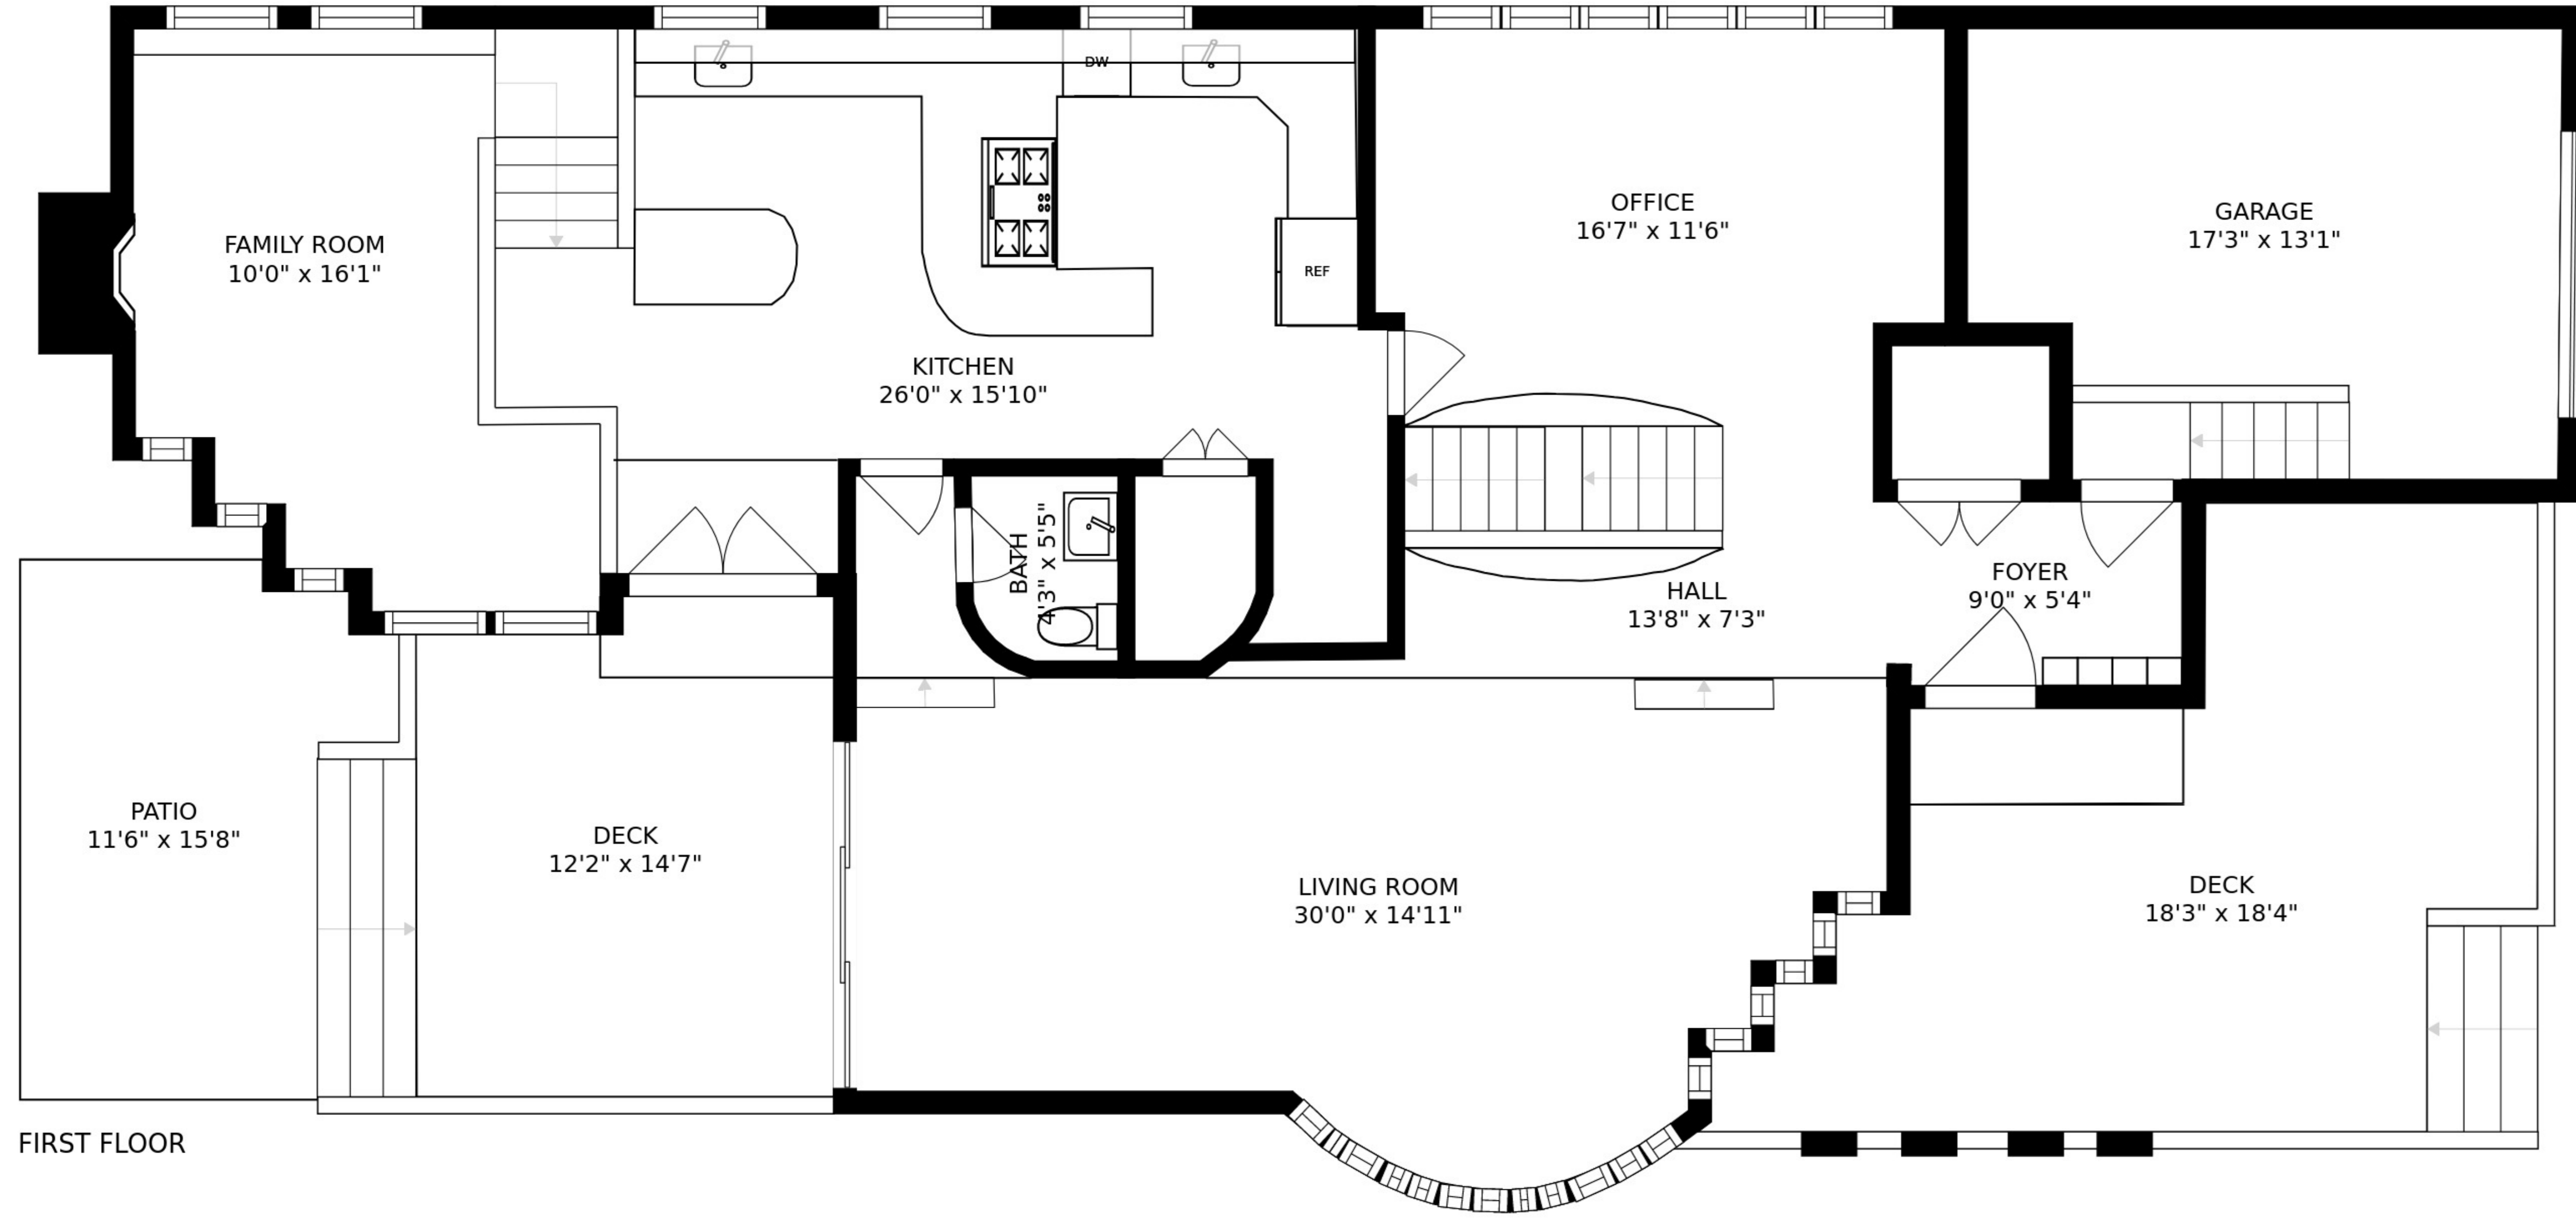 DW
OFFICE
16'7" x 11'6"
GARAGE
17'3" x 13'1"
FAMILY ROOM
10'0" x 16'1"
REF
KITCHEN
26'0" x 15'10"
BATH
4'3" x 5'5"
HALL
13'8" x 7'3"
FOYER
9'0" x 5'4"
PATIO
11'6" x 15'8"
DECK
12'2" x 14'7"
LIVING ROOM
30'0" x 14'11"
DECK
18'3" x 18'4"
FIRST FLOOR